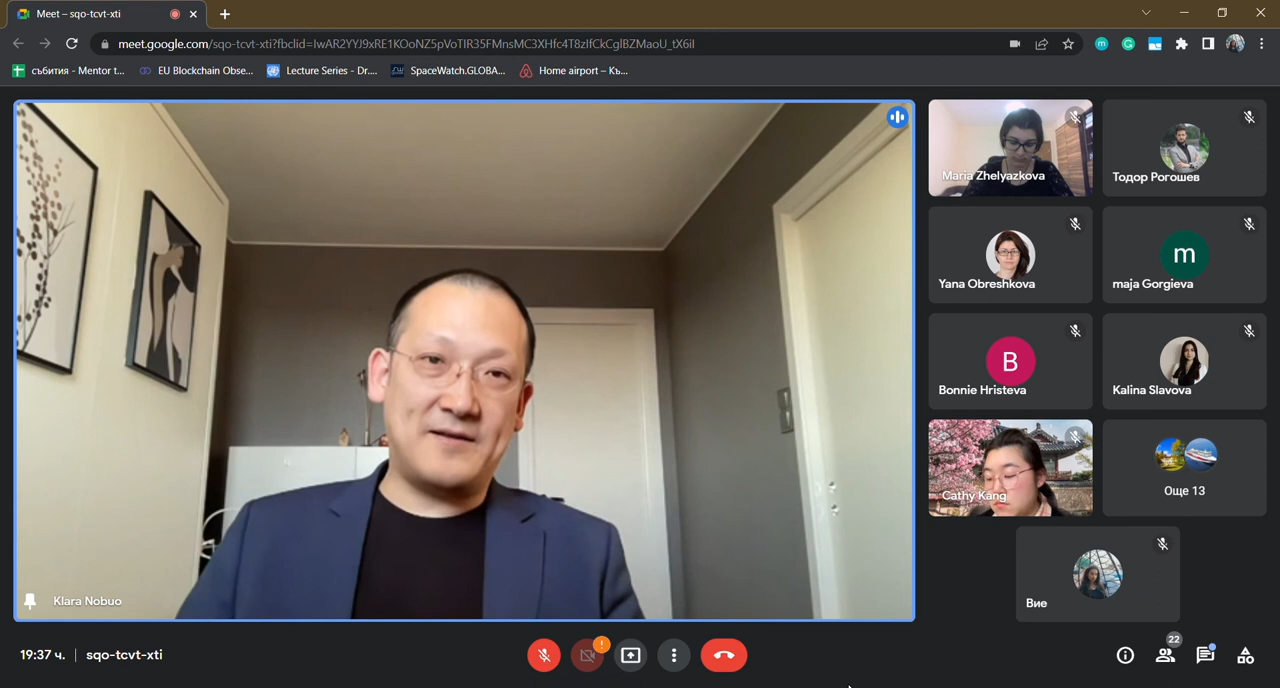 Meet – sqo-tcvt-xti
meet.google.com/sqo-tcvt-xti?fbclid=IwAR2YYJ9xRE1KOoNZ5pVoTIR35FMnsMC3XHfc4T8zIfCkCglBZMaoU_tX6iI
събития - Mentor t...
EU Blockchain Obse...
Lecture Series - Dr....
SpaceWatch.GLOBA...
Home airport – Къ...
Maria Zhelyazkova
Тодор Рогошев
Yana Obreshkova
m
maja Gorgieva
B
Bonnie Hristeva
Kalina Slavova
Cathy Kang
Още 13
Вие
Klara Nobuo
19:37 ч.
sqo-tcvt-xti
22